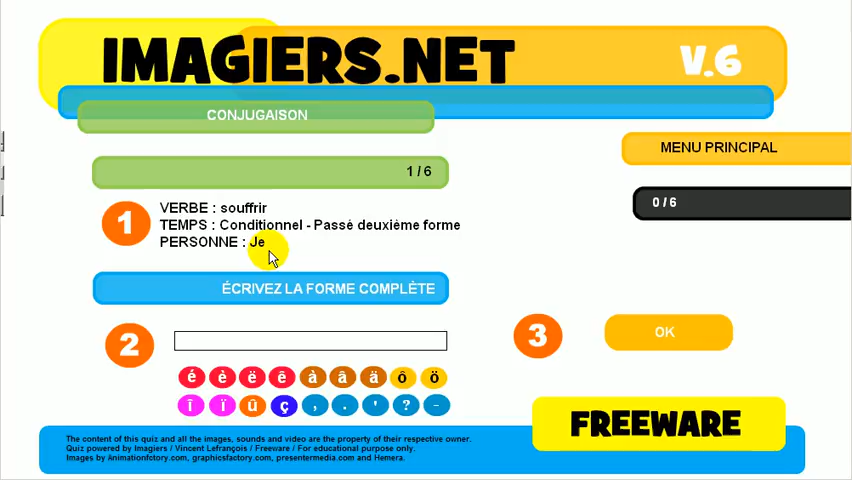 IMAGIERS.NET
V.6
CONJUGAISON
MENU PRINCIPAL
1 / 6
0 / 6
1
VERBE : souffrir
TEMPS : Conditionnel - Passé deuxième forme
PERSONNE : Je
ÉCRIVEZ LA FORME COMPLÈTE
2
3
OK
é è ë ê à â ä ô ö
î ï û ç , . ' ? -
FREEWARE
The content of this quiz and all the images, sounds and video are the property of their respective owner.
Quiz powered by Imagiers / Vincent Lefrançois / Freeware / For educational purpose only.
Images by Animationfctory.com, graphicsfactory.com, presentermedia.com and Hemera.